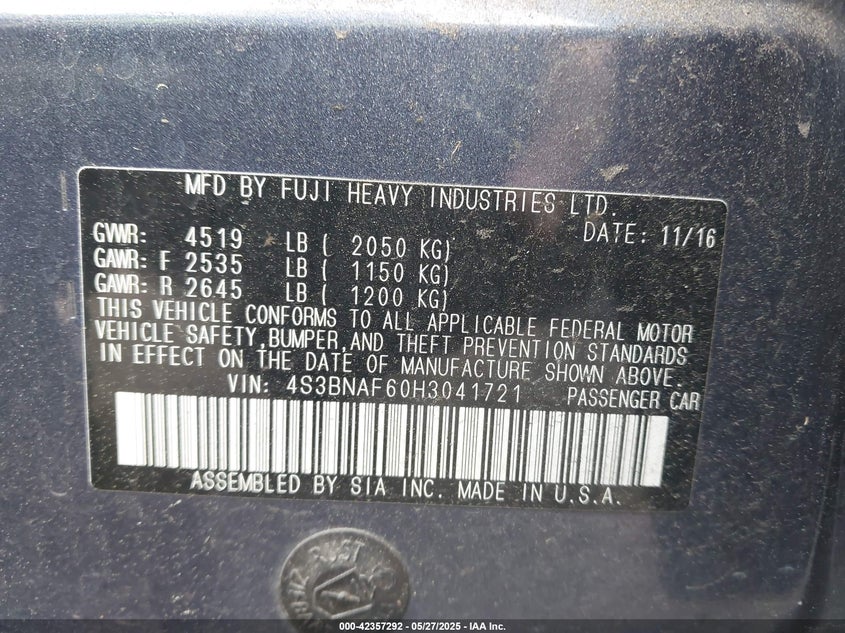 MFD BY FUJI HEAVY INDUSTRIES LTD.
DATE: 11/16
GVWR: 4519 LB ( 2050 KG)
GAWR: F 2535 LB ( 1150 KG)
GAWR: R 2645 LB ( 1200 KG)
THIS VEHICLE CONFORMS TO ALL APPLICABLE FEDERAL MOTOR
VEHICLE SAFETY,BUMPER,AND THEFT PREVENTION STANDARDS
IN EFFECT ON THE DATE OF MANUFACTURE SHOWN ABOVE.
VIN: 4S3BNAF60H3041721 PASSENGER CAR
ASSEMBLED BY SIA INC. MADE IN U.S.A.
RUST
000-42357292 - 05/27/2025 - IAA Inc.